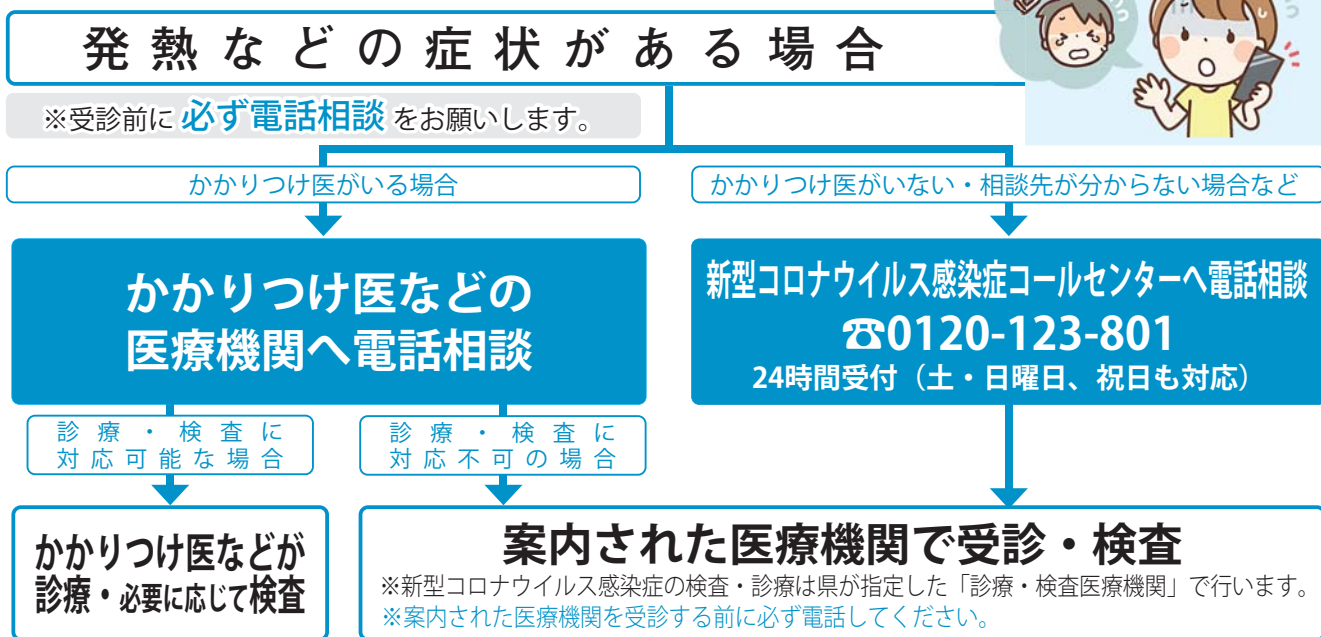 発熱などの症状がある場合
※受診前に 必ず電話相談 をお願いします。
かかりつけ医がいる場合
かかりつけ医などの
医療機関へ電話相談
診療・検査に
対応可能な場合
診療・検査に
対応不可の場合
かかりつけ医がいない・相談先が分からない場合など
新型コロナウイルス感染症コールセンターへ電話相談
☎0120-123-801
24時間受付（土・日曜日、祝日も対応）
かかりつけ医などが
診療・必要に応じて検査
案内された医療機関で受診・検査
※新型コロナウイルス感染症の検査・診療は県が指定した「診療・検査医療機関」で行います。
※案内された医療機関を受診する前に必ず電話してください。